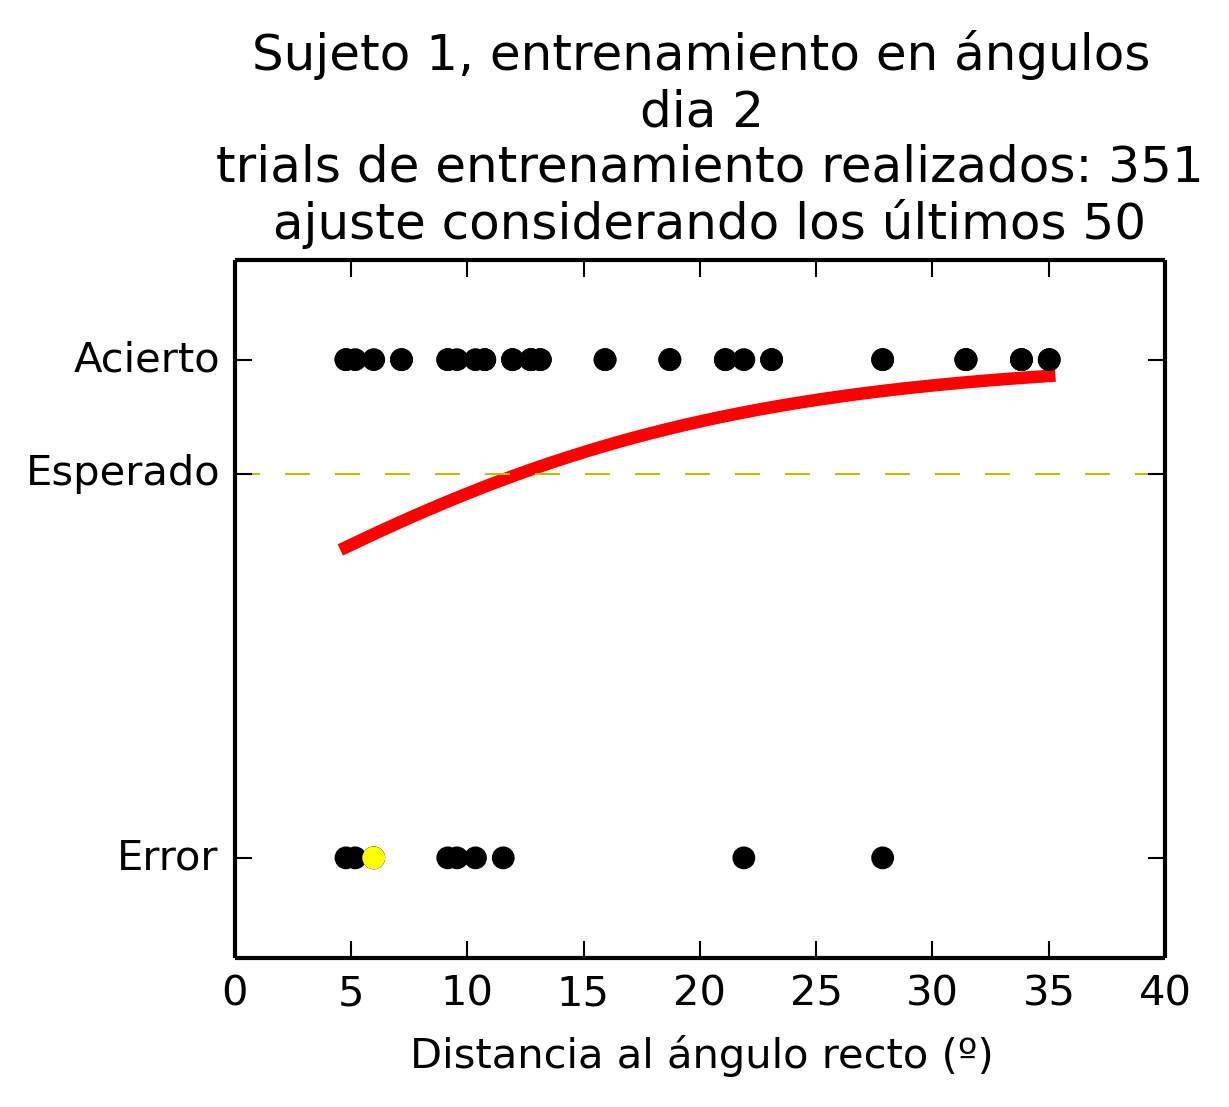 Sujeto 1, entrenamiento en ángulos
dia 2
trials de entrenamiento realizados: 351
ajuste considerando los últimos 50
Acierto
Esperado
Error
0 5 10 15 20 25 30 35 40
Distancia al ángulo recto (º)